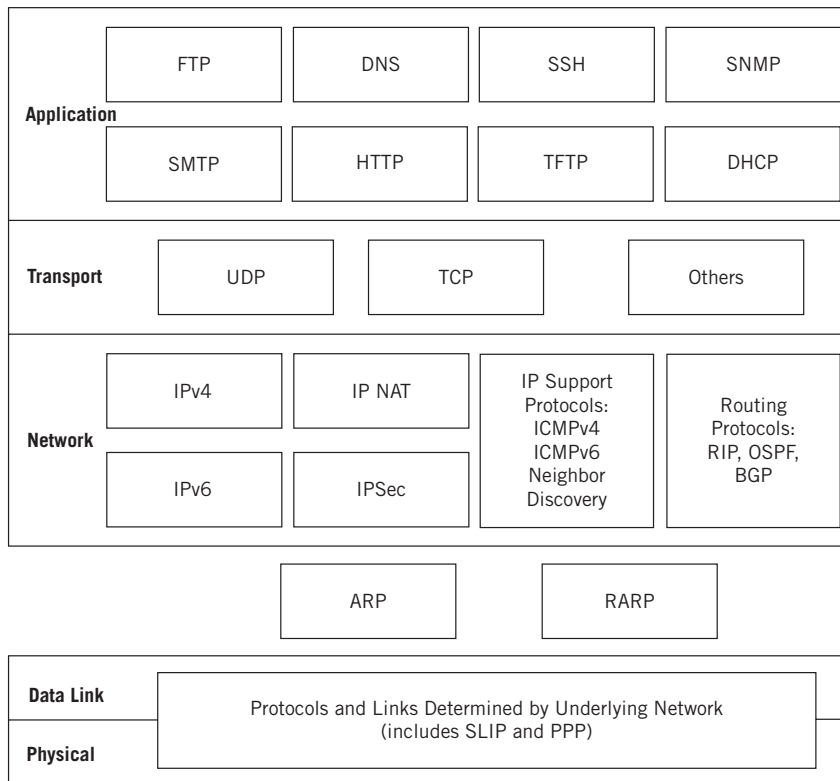 FTP
DNS
SSH
SNMP
Application
SMTP
HTTP
TFTP
DHCP
Transport
UDP
TCP
Others
Network
IPv4
IP NAT
IPv6
IPSec
IP Support
Protocols:
ICMPv4
ICMPv6
Neighbor
Discovery
Routing
Protocols:
RIP, OSPF,
BGP
ARP
RARP
Data Link
Physical
Protocols and Links Determined by Underlying Network
(includes SLIP and PPP)